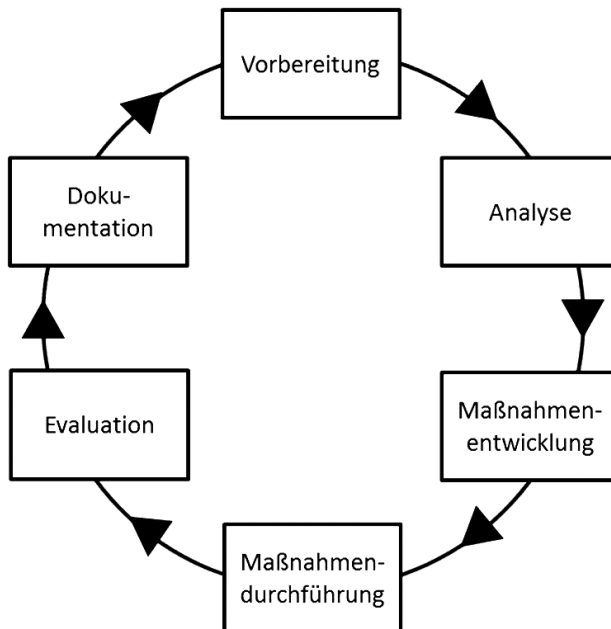 Vorbereitung
Analyse
Maßnahmen-
entwicklung
Maßnahmen-
durchführung
Evaluation
Doku-
mentation